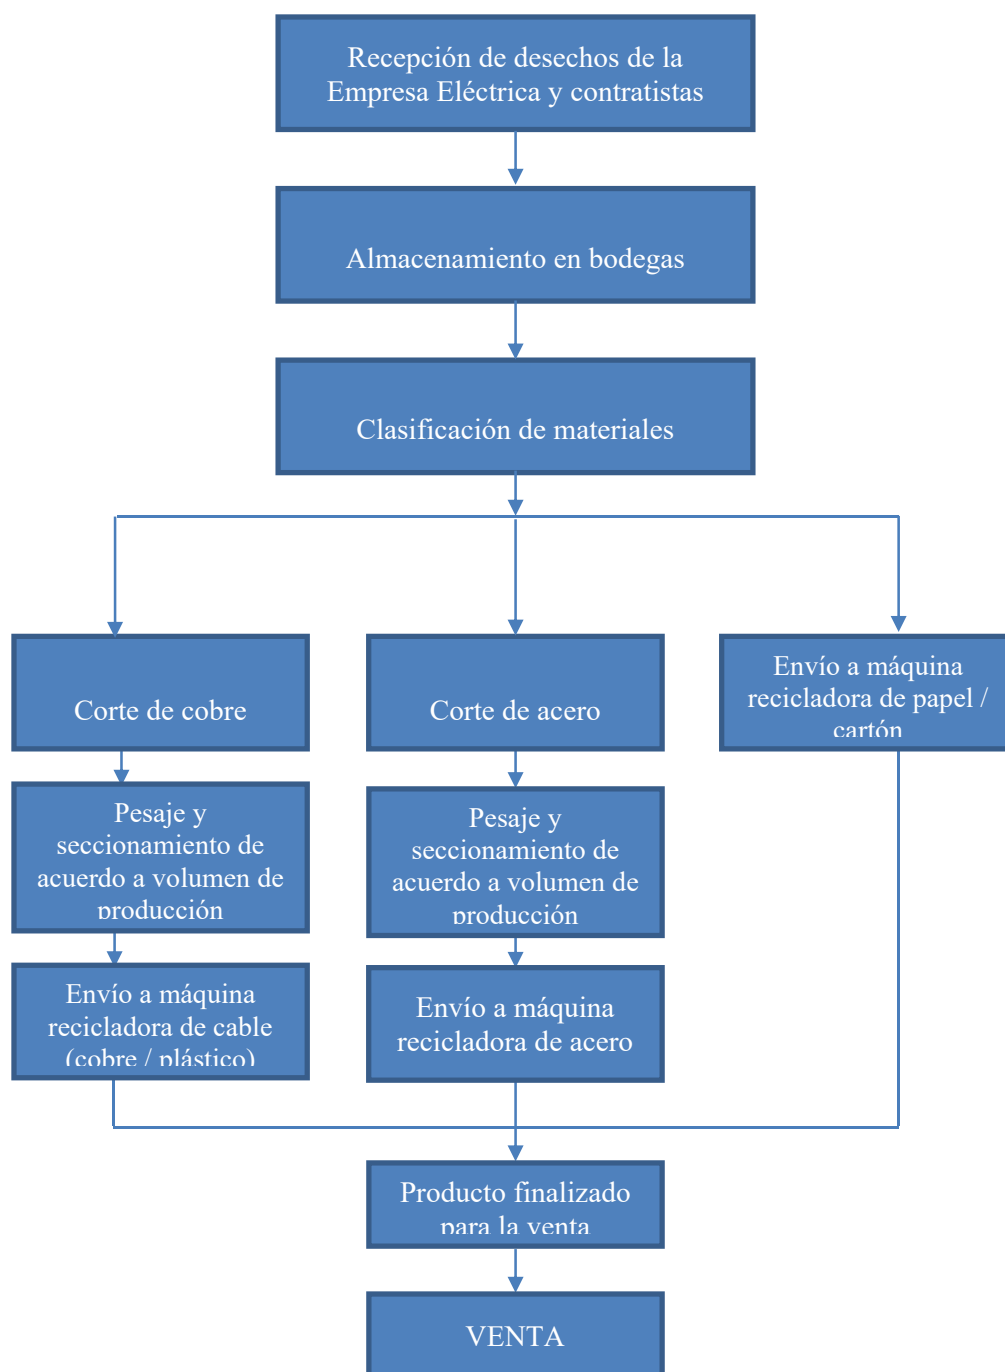 Recepción de desechos de la
Empresa Eléctrica y contratistas
Almacenamiento en bodegas
Clasificación de materiales
Corte de cobre
Corte de acero
Envío a máquina
recicladora de papel /
cartón
Pesaje y
seccionamiento de
acuerdo a volumen de
producción
Pesaje y
seccionamiento de
acuerdo a volumen de
producción
Envío a máquina
recicladora de cable
(cobre / plástico)
Envío a máquina
recicladora de acero
Producto finalizado
para la venta
VENTA